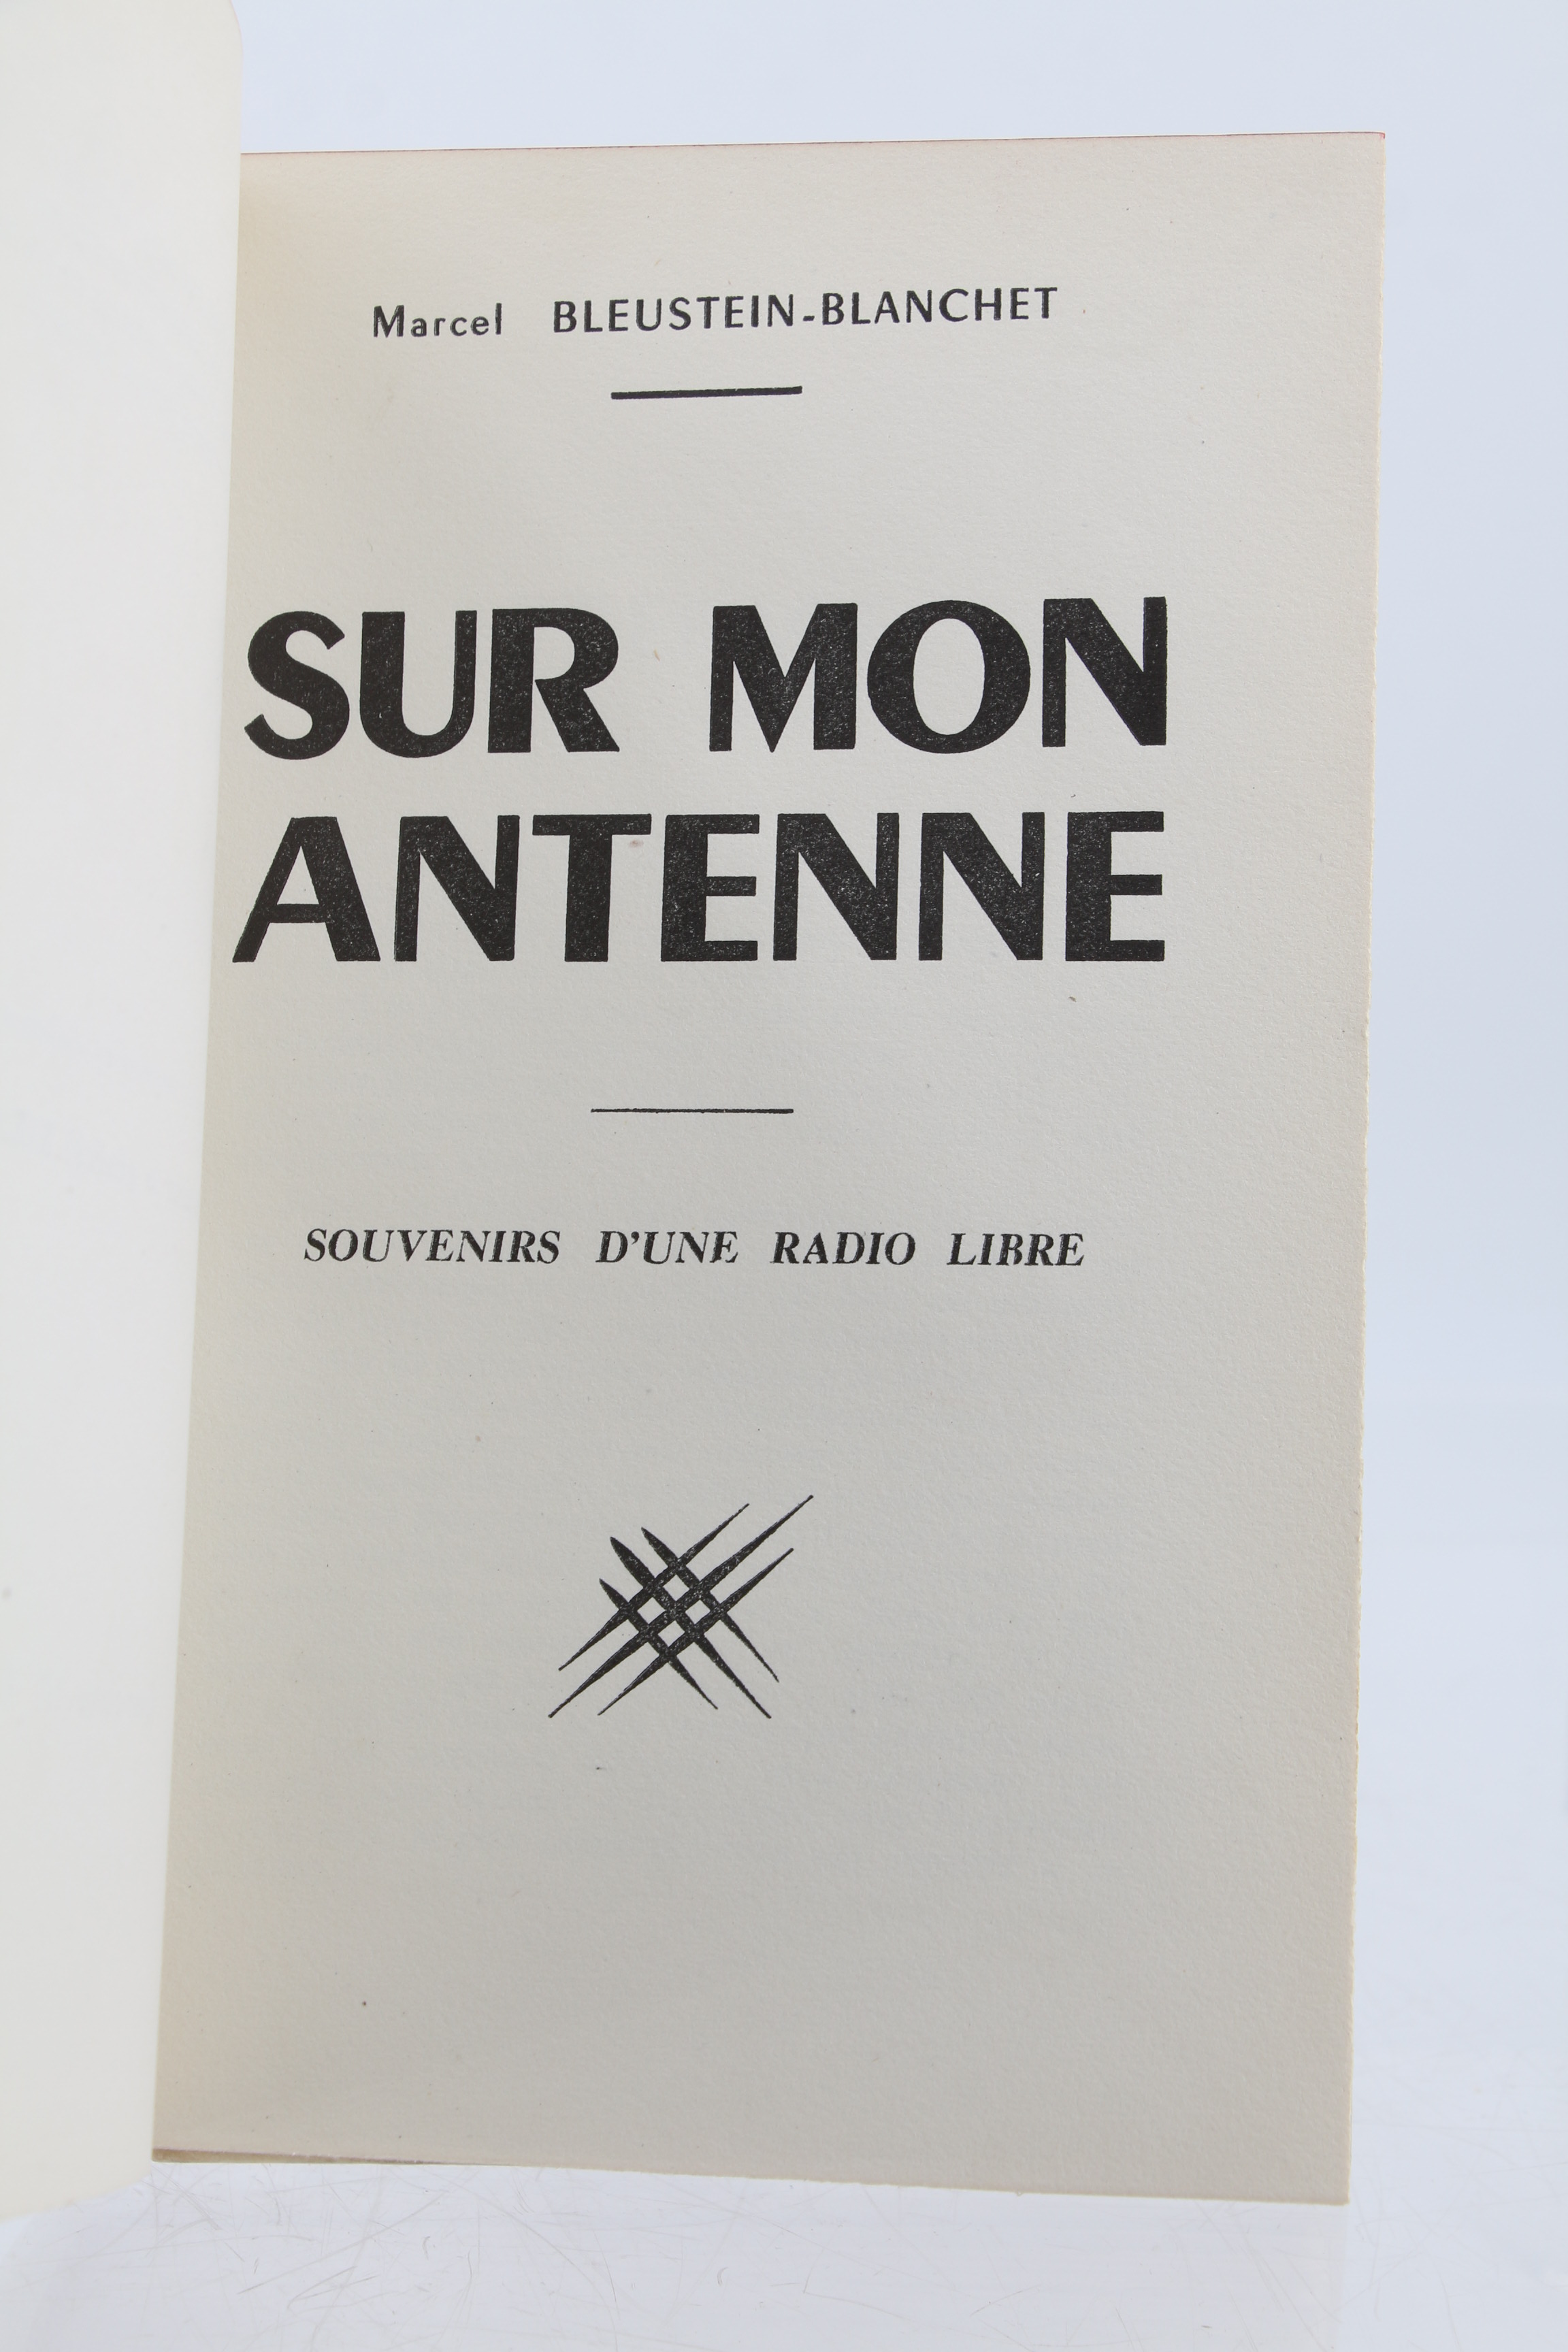 Marcel BLEUSTEIN-BLANCHET
SUR MON
ANTENNE
SOUVENIRS D'UNE RADIO LIBRE